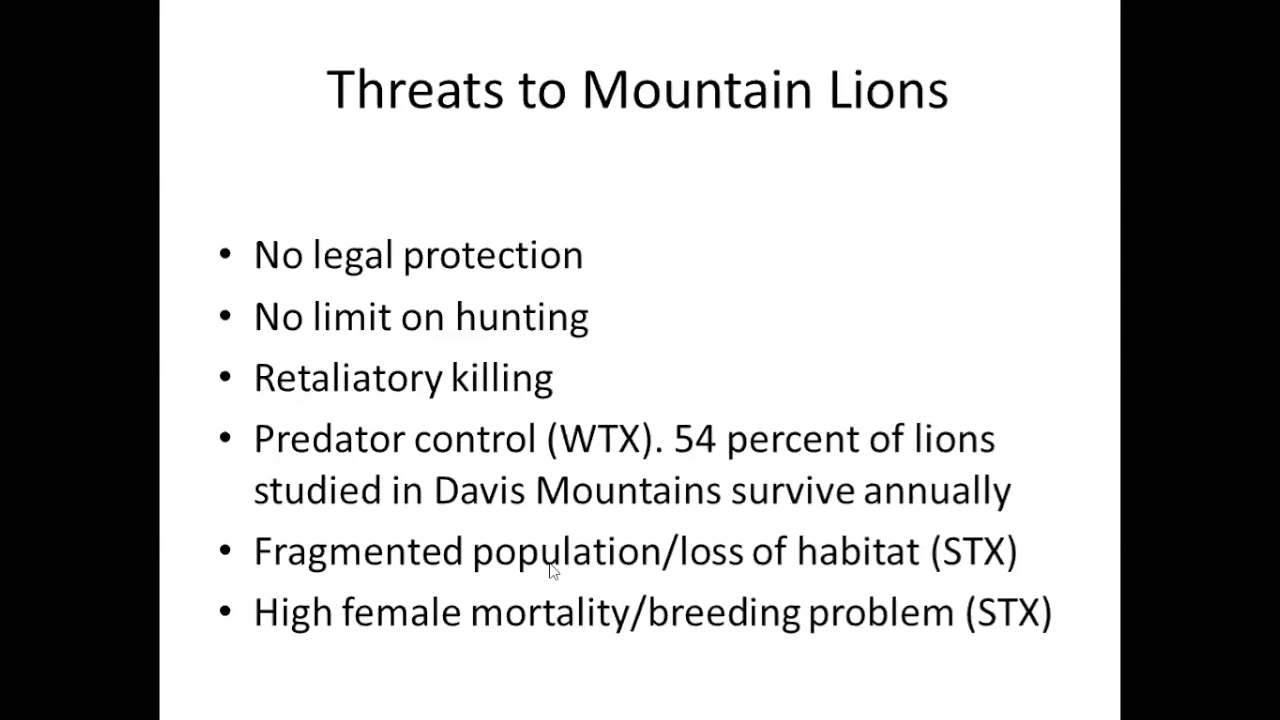 Threats to Mountain Lions
• No legal protection
• No limit on hunting
• Retaliatory killing
• Predator control (WTX). 54 percent of lions
studied in Davis Mountains survive annually
• Fragmented population/loss of habitat (STX)
• High female mortality/breeding problem (STX)